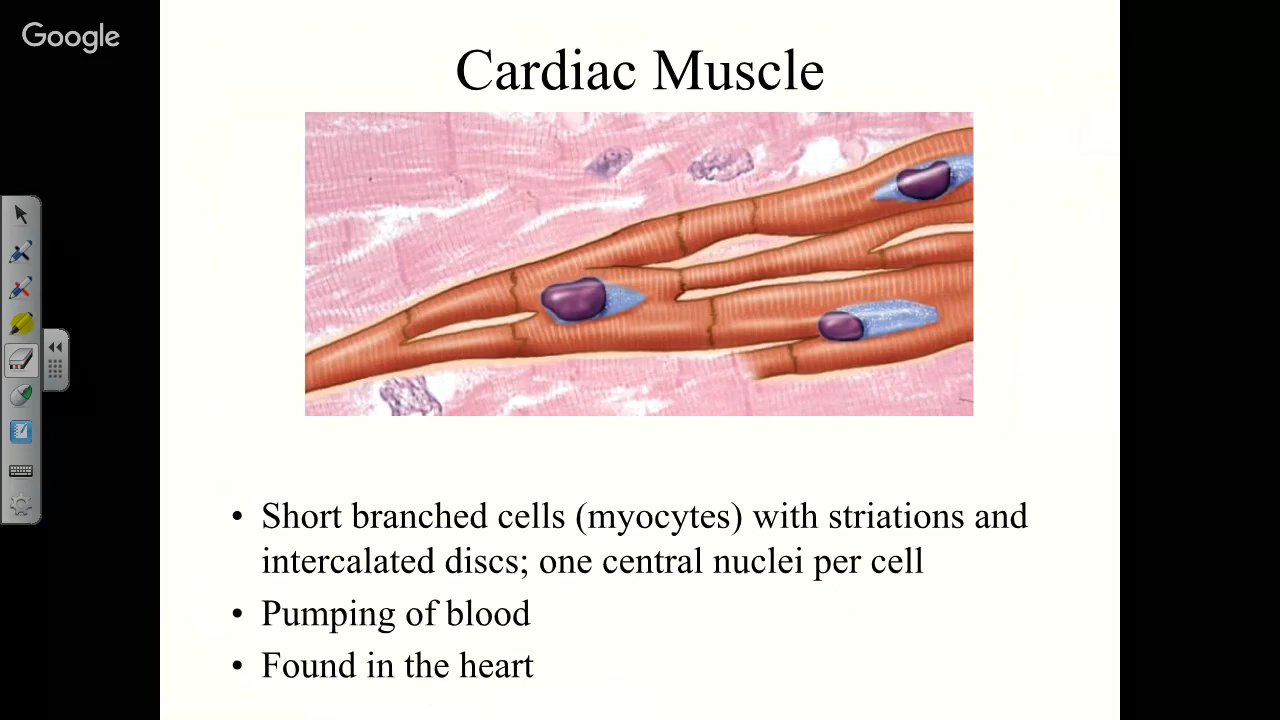 Google
Cardiac Muscle
• Short branched cells (myocytes) with striations and
intercalated discs; one central nuclei per cell
• Pumping of blood
• Found in the heart